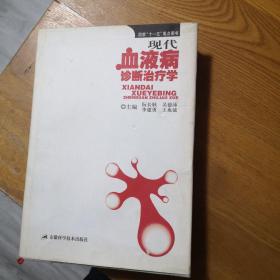 国家“十一五”重点图书
现代
血液病
诊断治疗学
XIANDAI
XUEYEBING
ZHENDUAN ZHILIAO XUE
主编
安徽科学技术出版社